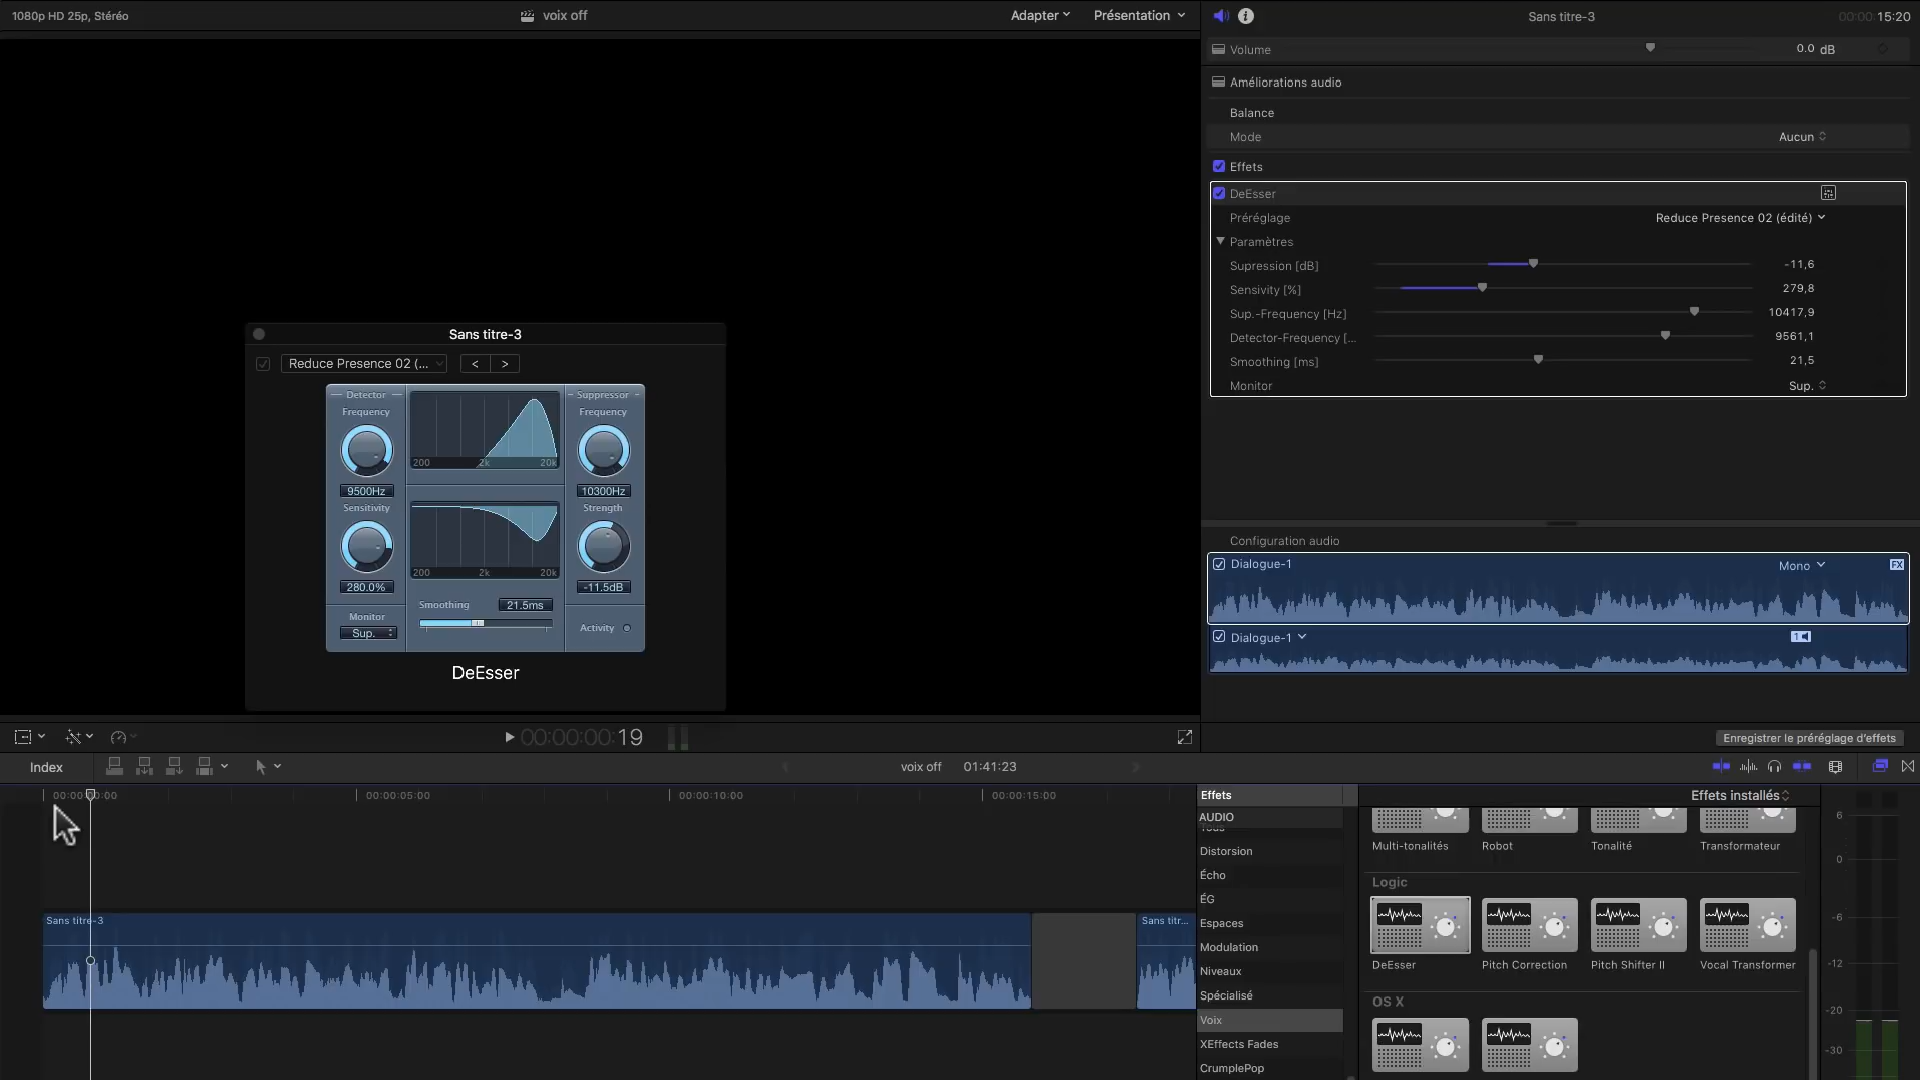 1080p HD 25p, Stéréo
voix off
Adapter
Présentation
Sans titre-3
00:00:00:15:20
Volume
0.0 dB
Améliorations audio
Balance
Mode
Aucun
Effets
DeEsser
Préréglage
Reduce Presence 02 (édité)
Paramètres
Supression [dB]
-11,6
Sensivity [%]
279,8
Sup.-Frequency [Hz]
10417,9
Detector-Frequency [...
9561,1
Smoothing [ms]
21,5
Monitor
Sup.
Sans titre-3
Reduce Presence 02 (...
<
>
Detector
Suppressor
Frequency
Frequency
200
2k
20k
9500Hz
10300Hz
Sensitivity
Strength
200
2k
20k
280.0%
-11.5dB
Smoothing
21.5ms
Monitor
Sup.
Activity
DeEsser
Configuration audio
Dialogue-1
Mono
FX
Dialogue-1
1
00:00:00:19
Enregistrer le préréglage d'effets
Index
voix off
01:41:23
00:00:05:00
00:00:10:00
00:00:15:00
Sans titre-3
Sans titr...
Effets
Effets installés
AUDIO
Tous
Distorsion
Écho
ÉG
Espaces
Modulation
Niveaux
Spécialisé
Voix
XEffects Fades
CrumplePop
Multi-tonalités
Robot
Tonalité
Transformateur
Logic
DeEsser
Pitch Correction
Pitch Shifter II
Vocal Transformer
OS X
6
0
-6
-12
-20
-30